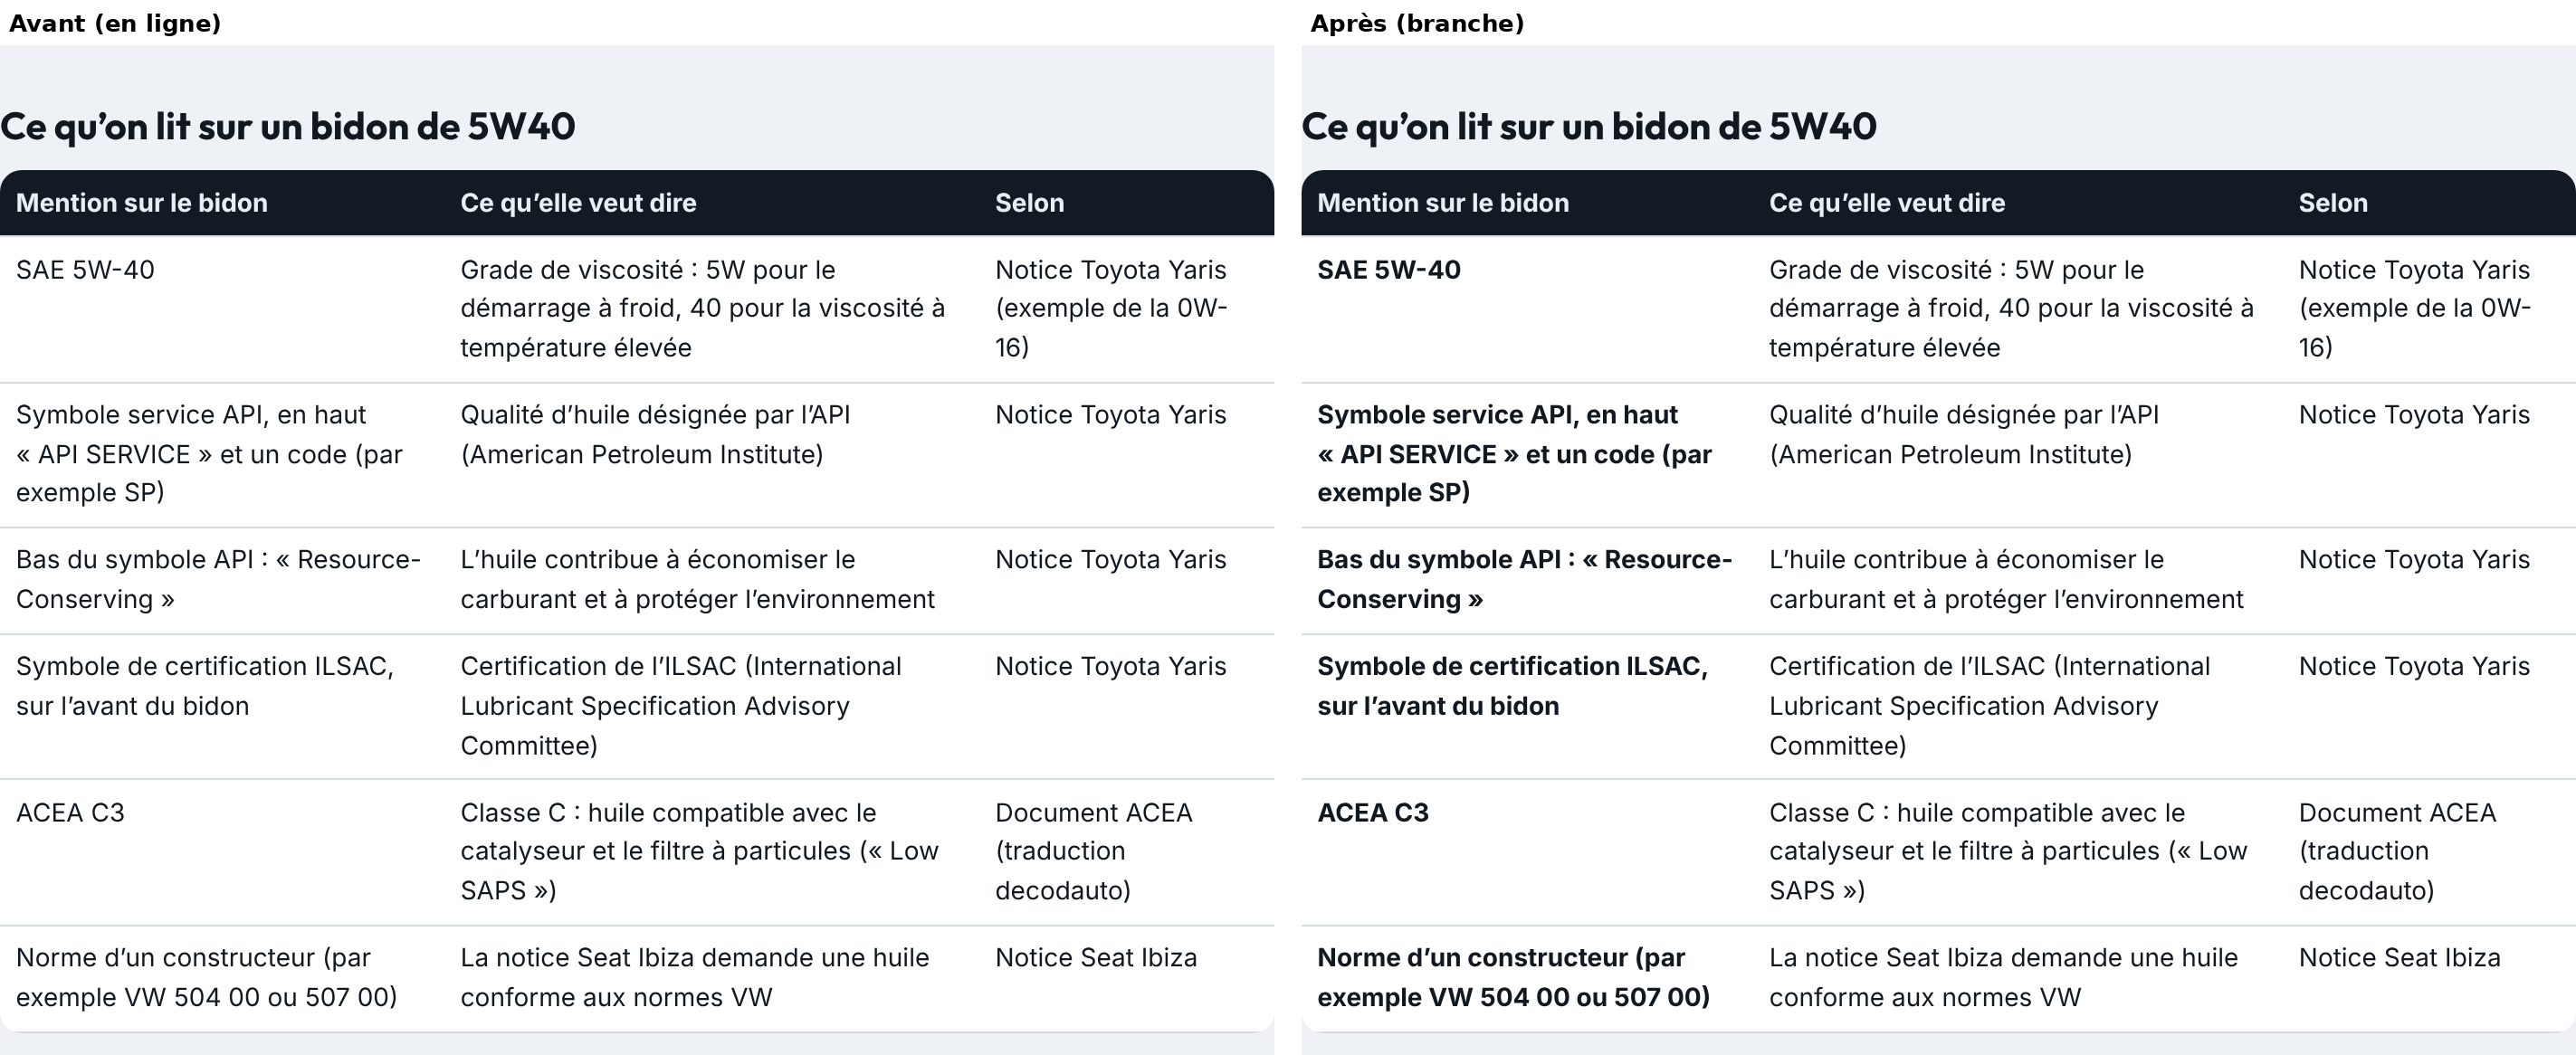 Avant (en ligne)
Ce qu’on lit sur un bidon de 5W40
Mention sur le bidon
Ce qu’elle veut dire
Selon
SAE 5W-40
Grade de viscosité : 5W pour le
démarrage à froid, 40 pour la viscosité à
température élevée
Notice Toyota Yaris
(exemple de la 0W-
16)
Symbole service API, en haut
« API SERVICE » et un code (par
exemple SP)
Qualité d’huile désignée par l’API
(American Petroleum Institute)
Notice Toyota Yaris
Bas du symbole API : « Resource-
Conserving »
L’huile contribue à économiser le
carburant et à protéger l’environnement
Notice Toyota Yaris
Symbole de certification ILSAC,
sur l’avant du bidon
Certification de l’ILSAC (International
Lubricant Specification Advisory
Committee)
Notice Toyota Yaris
ACEA C3
Classe C : huile compatible avec le
catalyseur et le filtre à particules (« Low
SAPS »)
Document ACEA
(traduction
decodauto)
Norme d’un constructeur (par
exemple VW 504 00 ou 507 00)
La notice Seat Ibiza demande une huile
conforme aux normes VW
Notice Seat Ibiza
Après (branche)
Ce qu’on lit sur un bidon de 5W40
Mention sur le bidon
Ce qu’elle veut dire
Selon
SAE 5W-40
Grade de viscosité : 5W pour le
démarrage à froid, 40 pour la viscosité à
température élevée
Notice Toyota Yaris
(exemple de la 0W-
16)
Symbole service API, en haut
« API SERVICE » et un code (par
exemple SP)
Qualité d’huile désignée par l’API
(American Petroleum Institute)
Notice Toyota Yaris
Bas du symbole API : « Resource-
Conserving »
L’huile contribue à économiser le
carburant et à protéger l’environnement
Notice Toyota Yaris
Symbole de certification ILSAC,
sur l’avant du bidon
Certification de l’ILSAC (International
Lubricant Specification Advisory
Committee)
Notice Toyota Yaris
ACEA C3
Classe C : huile compatible avec le
catalyseur et le filtre à particules (« Low
SAPS »)
Document ACEA
(traduction
decodauto)
Norme d’un constructeur (par
exemple VW 504 00 ou 507 00)
La notice Seat Ibiza demande une huile
conforme aux normes VW
Notice Seat Ibiza